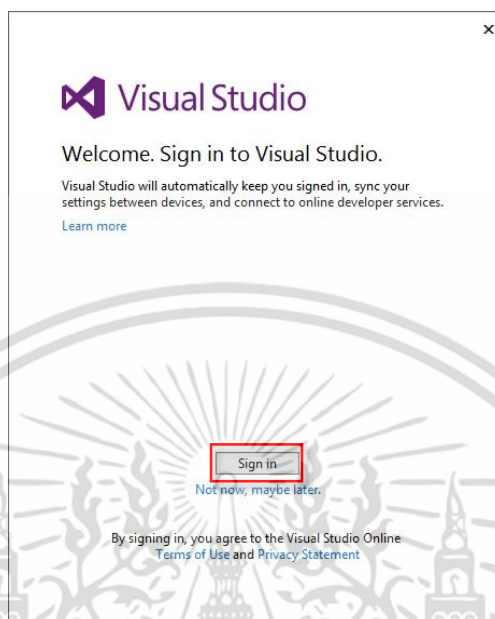 Visual Studio
Welcome. Sign in to Visual Studio.
Visual Studio will automatically keep you signed in, sync your
settings between devices, and connect to online developer services.
Learn more
Sign in
Not now, maybe later.
By signing in, you agree to the Visual Studio Online
Terms of Use and Privacy Statement